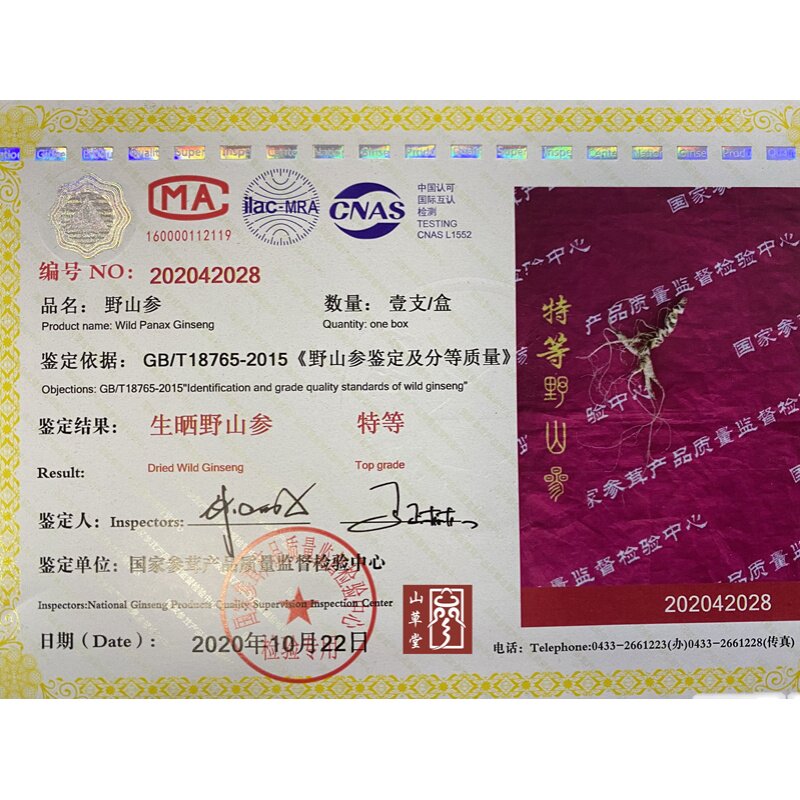 MA
160000112119
ilac-MRA
CNAS
中国认可
国际互认
检测
TESTING
CNAS L1552
编号 NO: 202042028
品名: 野山参
数量: 壹支/盒
Product name: Wild Panax Ginseng
Quantity: one box
鉴定依据: GB/T18765-2015《野山参鉴定及分等质量》
Objections: GB/T18765-2015"Identification and grade quality standards of wild ginseng"
鉴定结果: 生晒野山参 特等
Result: Dried Wild Ginseng Top grade
鉴定人: Inspectors:
鉴定单位: 国家参茸产品质量监督检验中心
Inspectors:National Ginseng Products Quality Supervision Inspection Center
日期 (Date): 2020年10月22日
检验专用
山草堂
特等野山參
国家参茸产品质量监督检验中心
202042028
电话: Telephone:0433-2661223(办)0433-2661228(传真)